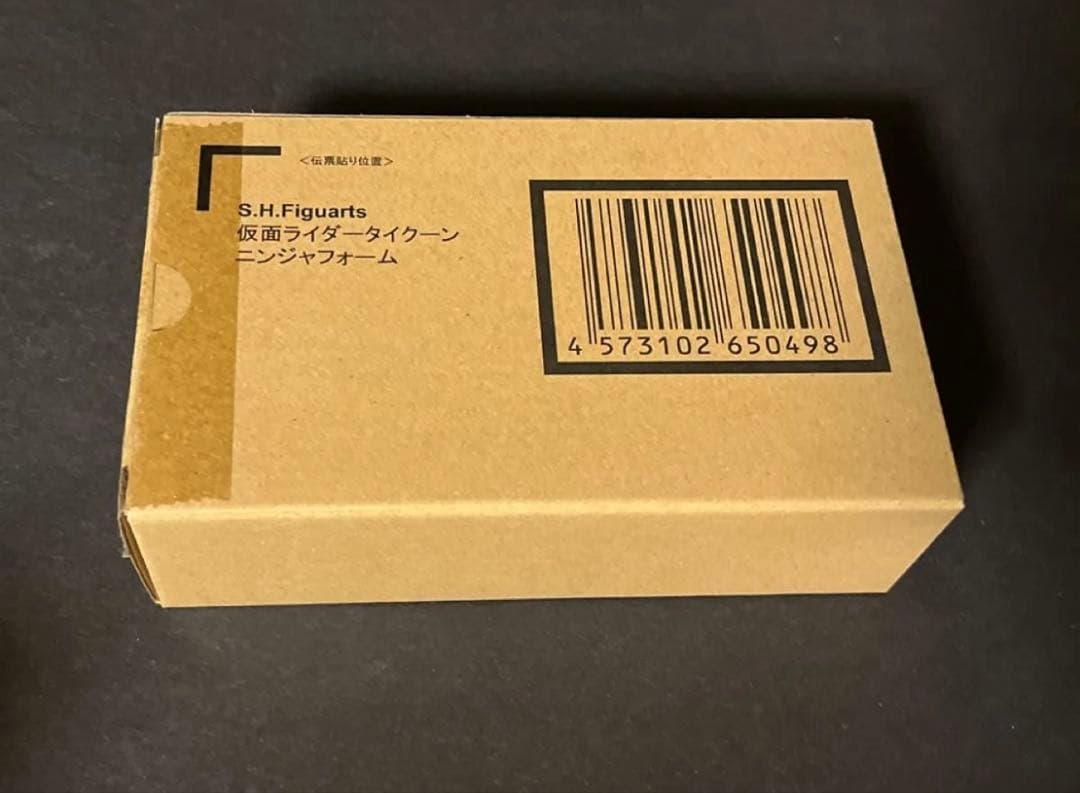 <伝票貼り位置>
S.H.Figuarts
仮面ライダータイクーン
ニンジャフォーム
4 573102 650498